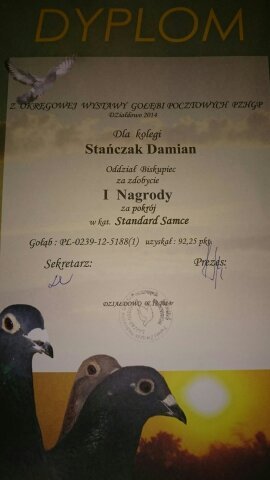 DYPLOM
Z OKRĘGOWEJ WYSTAWY GOŁĘBI POCZTOWYCH PZHGP
Działdowo 2014
Dla kolegi
Stańczak Damian
Oddział Biskupiec
za zdobycie
I Nagrody
za pokrój
w kat. Standard Samce
Gołąb : PL-0239-12-5188(1) uzyskał : 92,25 pkt.
Sekretarz: Prezes:
DZIAŁDOWO